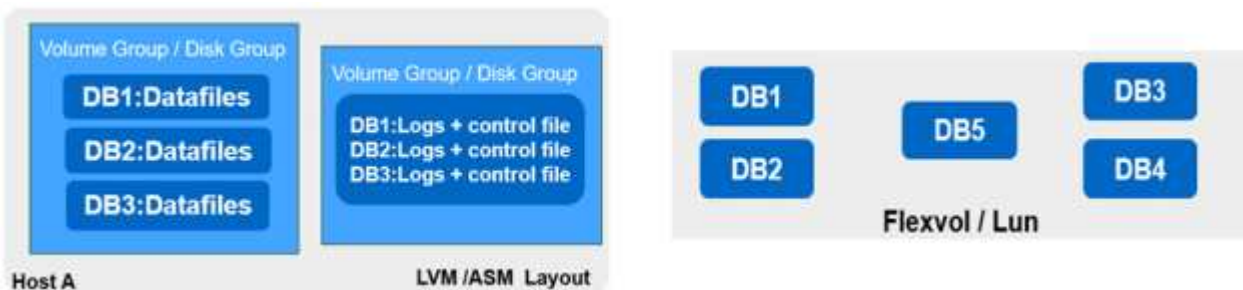 Volume Group / Disk Group
DB1:Datafiles
DB2:Datafiles
DB3:Datafiles
Volume Group / Disk Group
DB1:Logs + control file
DB2:Logs + control file
DB3:Logs + control file
Host A
LVM /ASM Layout
DB1
DB2
DB5
DB3
DB4
Flexvol / Lun